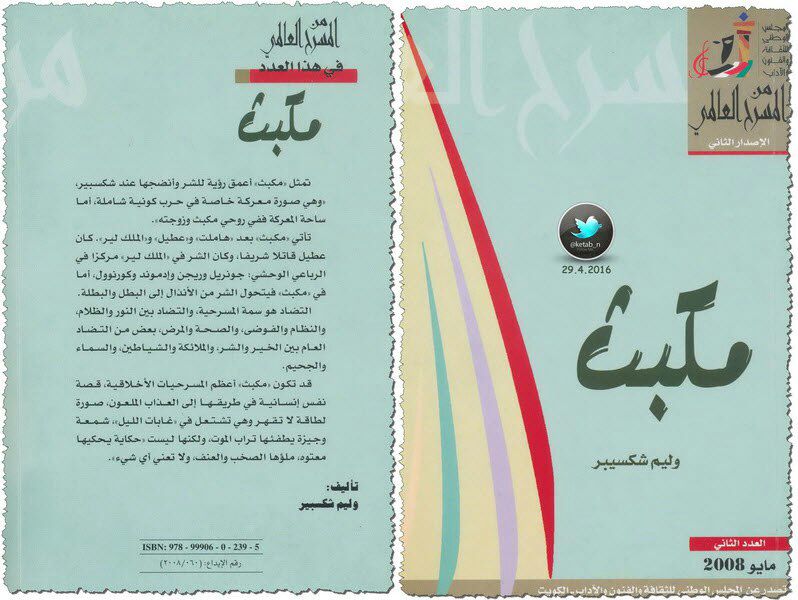 المجلس
الوطني
للثقافة
والفنون
والآداب
من
المسرح العالمي
الإصدار الثاني
@ketab_n
29.4.2016
مكبث
وليم شكسيبر
العدد الثاني
مايو 2008
تصدر عن المجلس الوطني للثقافة والفنون والآداب - الكويت
من
المسرح العالمي
في هذا العدد
مكبث
تمثل «مكبث» أعمق رؤية للشر وأنضجها عند شكسبير،
«وهي صورة معركة خاصة في حرب كونية شاملة، أما
ساحة المعركة ففي روحي مكبث وزوجته».
تأتي «مكبث» بعد «هاملت» و«عطيل» و«الملك لير»، كان
عطيل قاتلا شريفا، وكان الشر في «الملك لير» مركزا في
الرباعي الوحشي: جونريل وريجن وإدموند وكورنوول، أما
في «مكبث» فيتحول الشر من الأنذال إلى البطل والبطلة.
التضاد هو سمة المسرحية، والتضاد بين النور والظلام،
والنظام والفوضى، والصحة والمرض، بعض من التضاد
العام بين الخير والشر، والملائكة والشياطين، والسماء
والجحيم.
قد تكون «مكبث» أعظم المسرحيات الأخلاقية، قصة
نفس إنسانية في طريقها إلى العذاب الملعون، صورة
لطاقة لا تقهر وهي تشتعل في «غابات الليل»، شمعة
وجيزة يطفئها تراب الموت، ولكنها ليست «حكاية يحكيها
معتوه، ملؤها الصخب والعنف، ولا تعني أي شيء».
تأليف:
وليم شكسبير
ISBN: 978 - 99906 - 0 - 239 - 5
رقم الإيداع: (٢٠٠٨/٠٦٠)